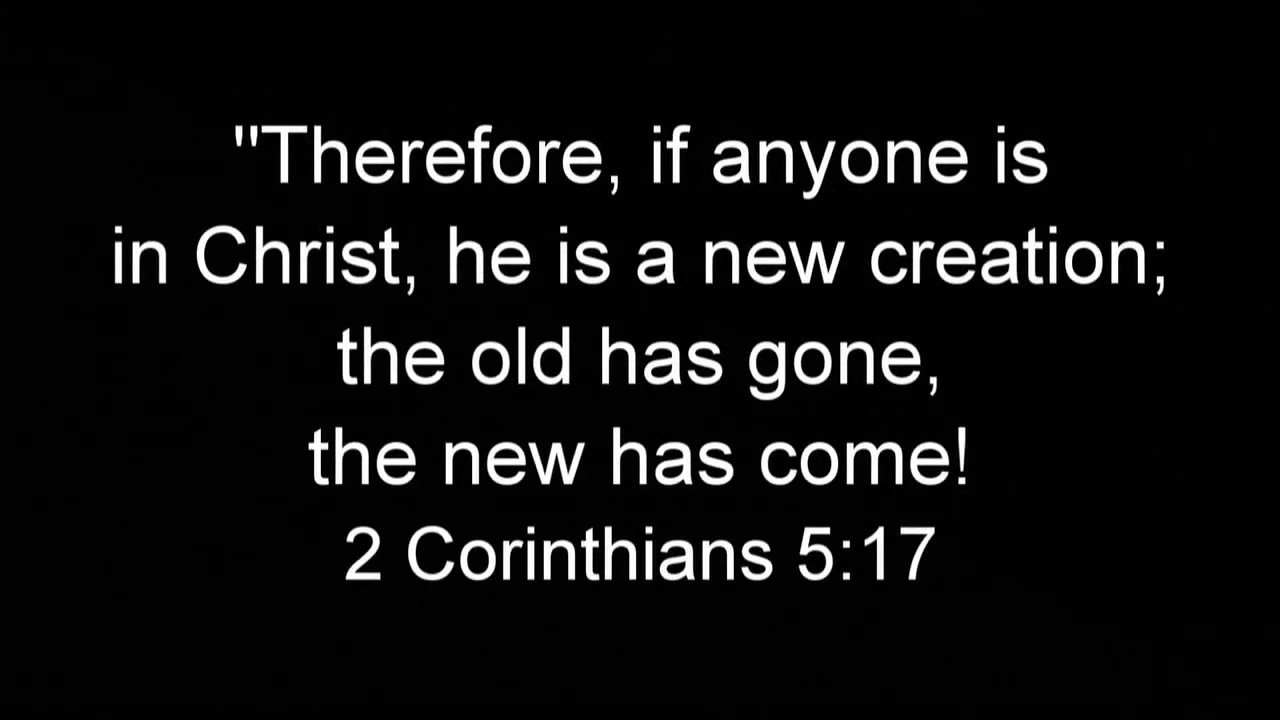 "Therefore, if anyone is
in Christ, he is a new creation;
the old has gone,
the new has come!
2 Corinthians 5:17